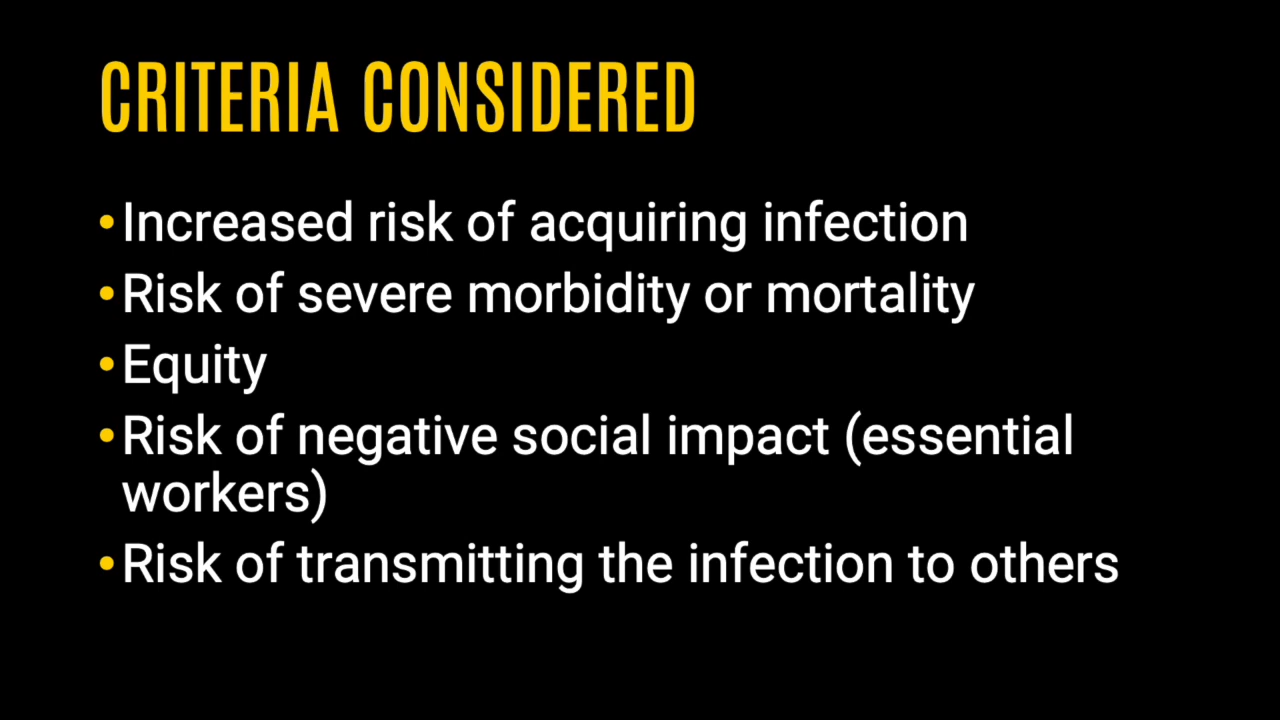 CRITERIA CONSIDERED
•Increased risk of acquiring infection
•Risk of severe morbidity or mortality
•Equity
•Risk of negative social impact (essential
workers)
•Risk of transmitting the infection to others